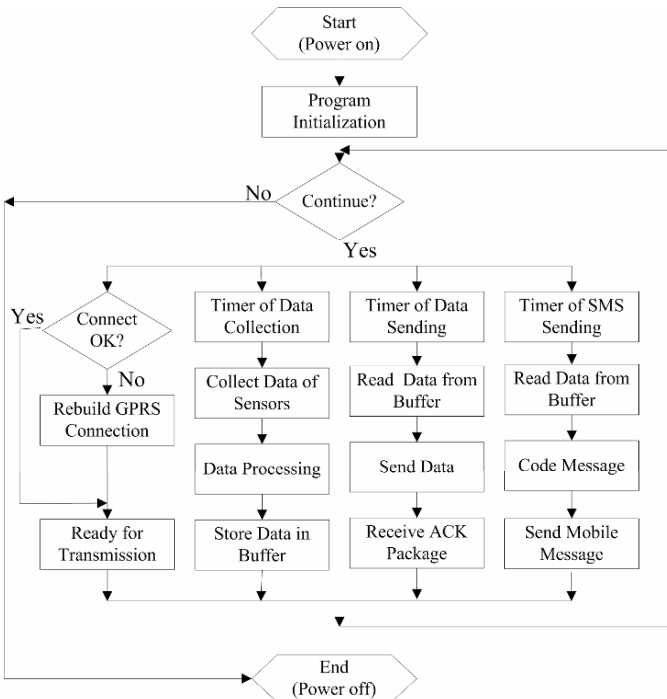 Start
(Power on)
Program
Initialization
Continue?
No
Yes
Connect
OK?
Yes
No
Rebuild GPRS
Connection
Ready for
Transmission
Timer of Data
Collection
Collect Data of
Sensors
Data Processing
Store Data in
Buffer
Timer of Data
Sending
Read Data from
Buffer
Send Data
Receive ACK
Package
Timer of SMS
Sending
Read Data from
Buffer
Code Message
Send Mobile
Message
End
(Power off)